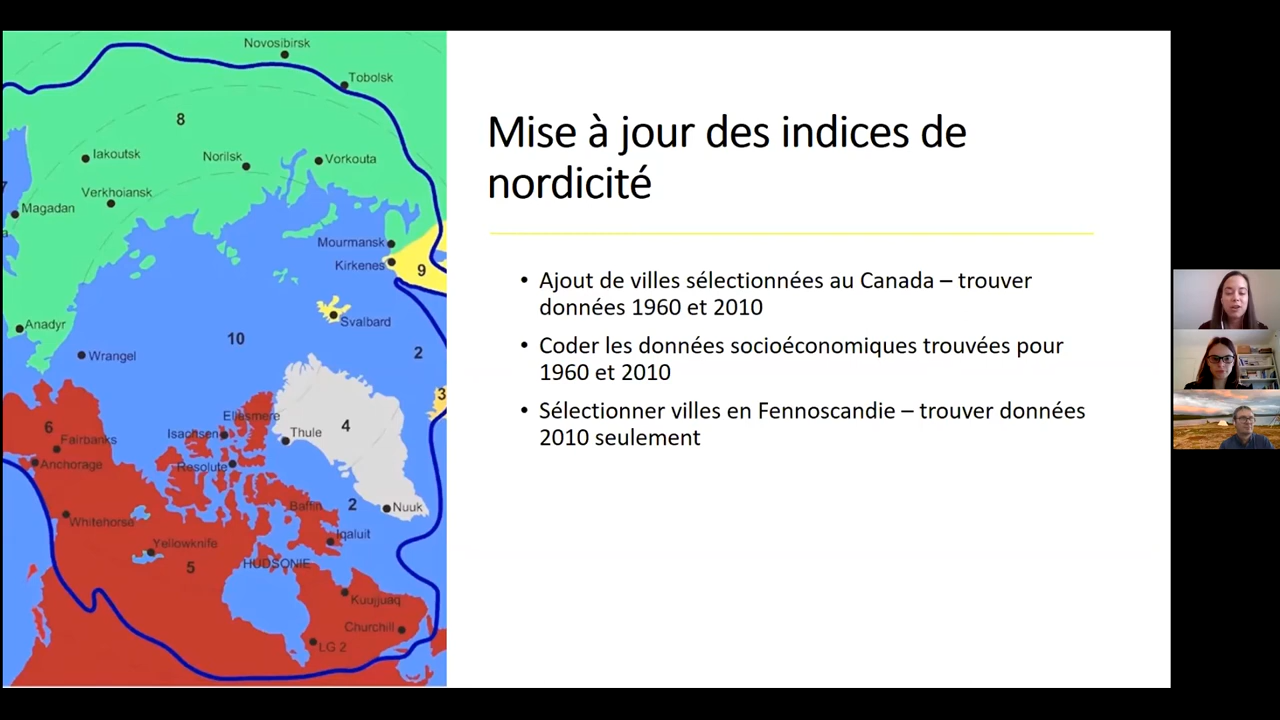 Novosibirsk
Tobolsk
8
Iakoutsk
Norilsk
Vorkouta
Verkhoiansk
7
Magadan
a
Mourmansk
Kirkenes
9
Svalbard
Anadyr
10
2
Wrangel
3
Ellesmere
6
Fairbanks
Isachsen
Thule
4
Anchorage
Resolute
Baffin
2
Nuuk
Whitehorse
Iqaluit
Yellowknife
5
HUDSONIE
Kuujjuaq
Churchill
LG 2
Mise à jour des indices de
nordicité
• Ajout de villes sélectionnées au Canada – trouver
données 1960 et 2010
• Coder les données socioéconomiques trouvées pour
1960 et 2010
• Sélectionner villes en Fennoscandie – trouver données
2010 seulement